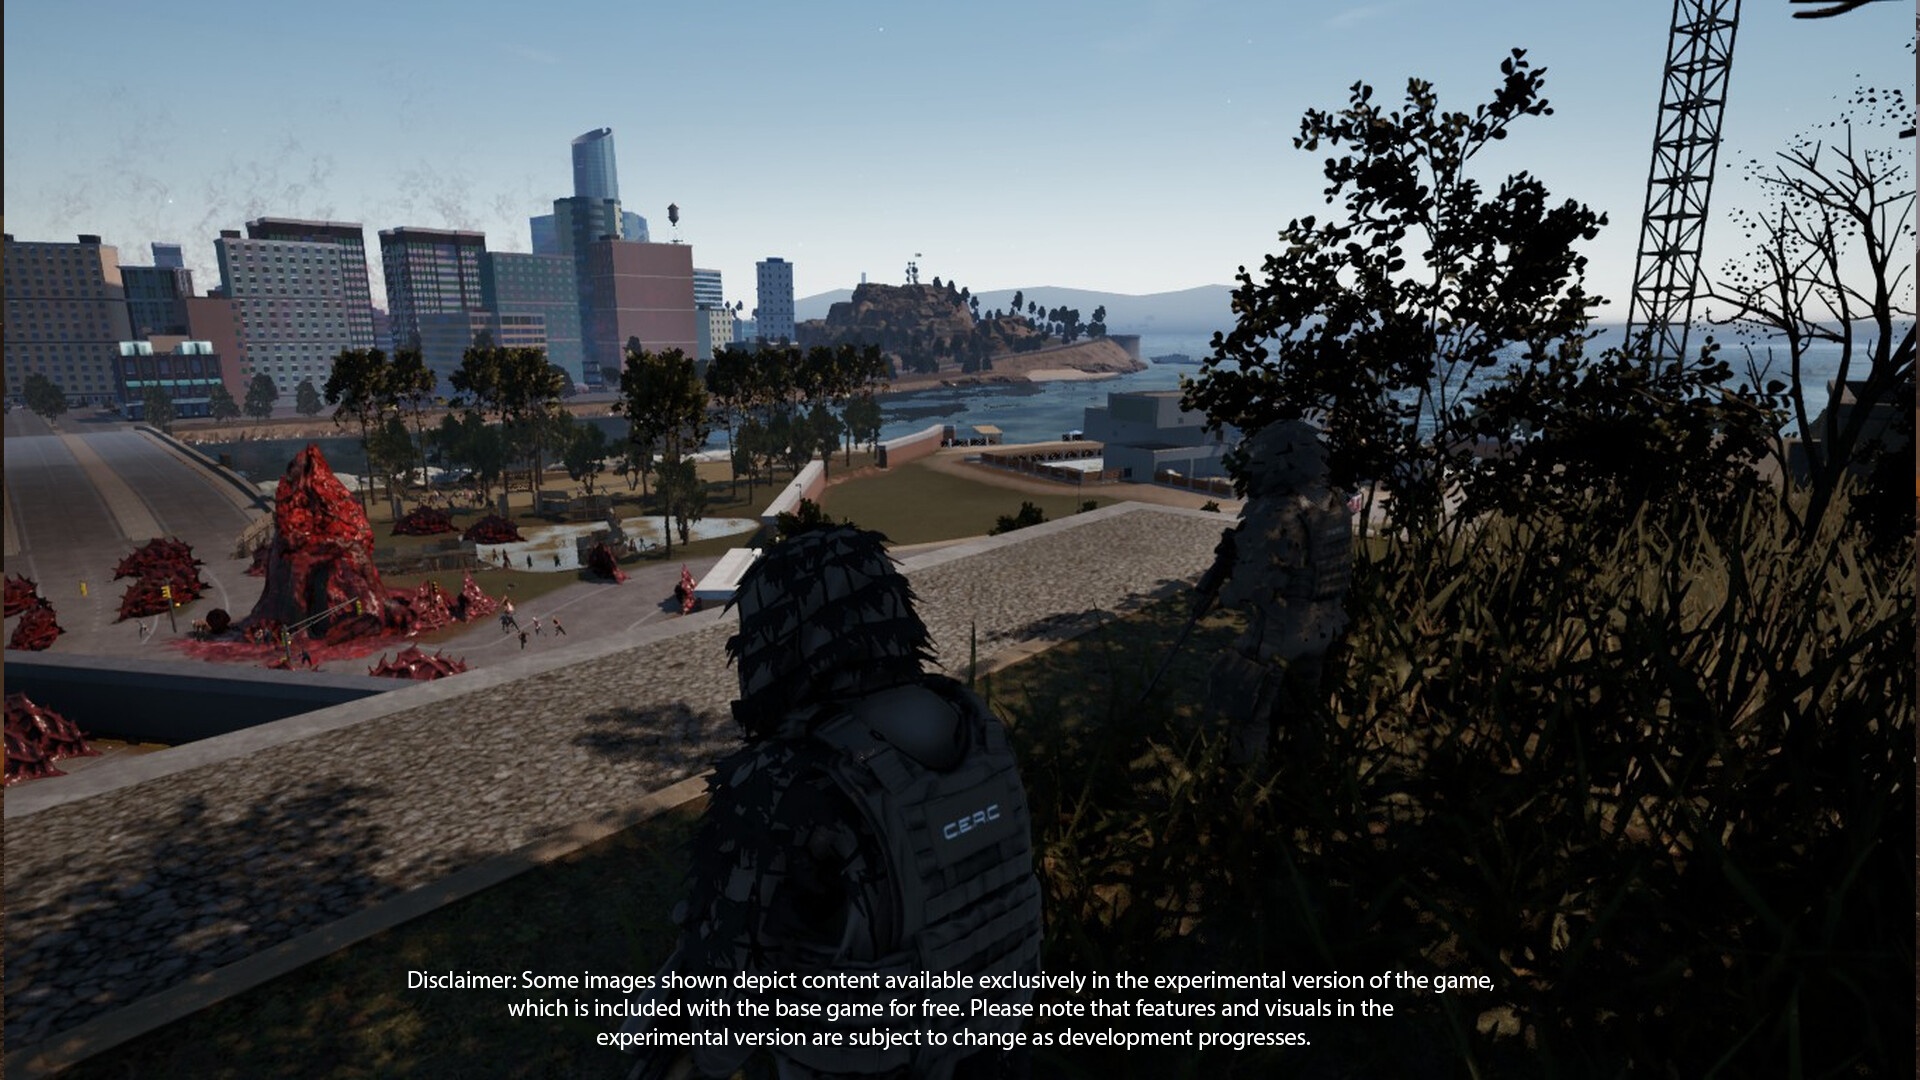 C.E.R.C
Disclaimer: Some images shown depict content available exclusively in the experimental version of the game,
which is included with the base game for free. Please note that features and visuals in the
experimental version are subject to change as development progresses.